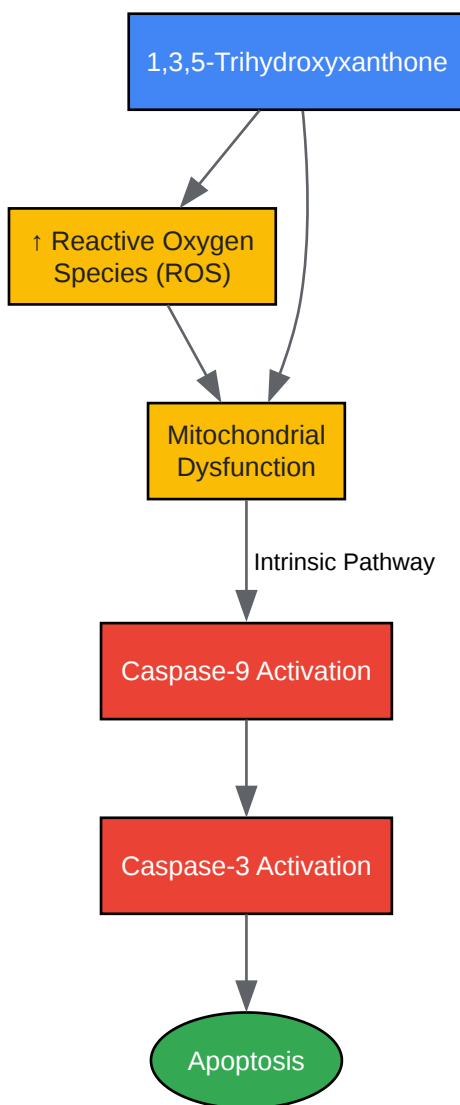 1,3,5-Trihydroxyxanthone
↑ Reactive Oxygen
Species (ROS)
Mitochondrial
Dysfunction
Intrinsic Pathway
Caspase-9 Activation
Caspase-3 Activation
Apoptosis